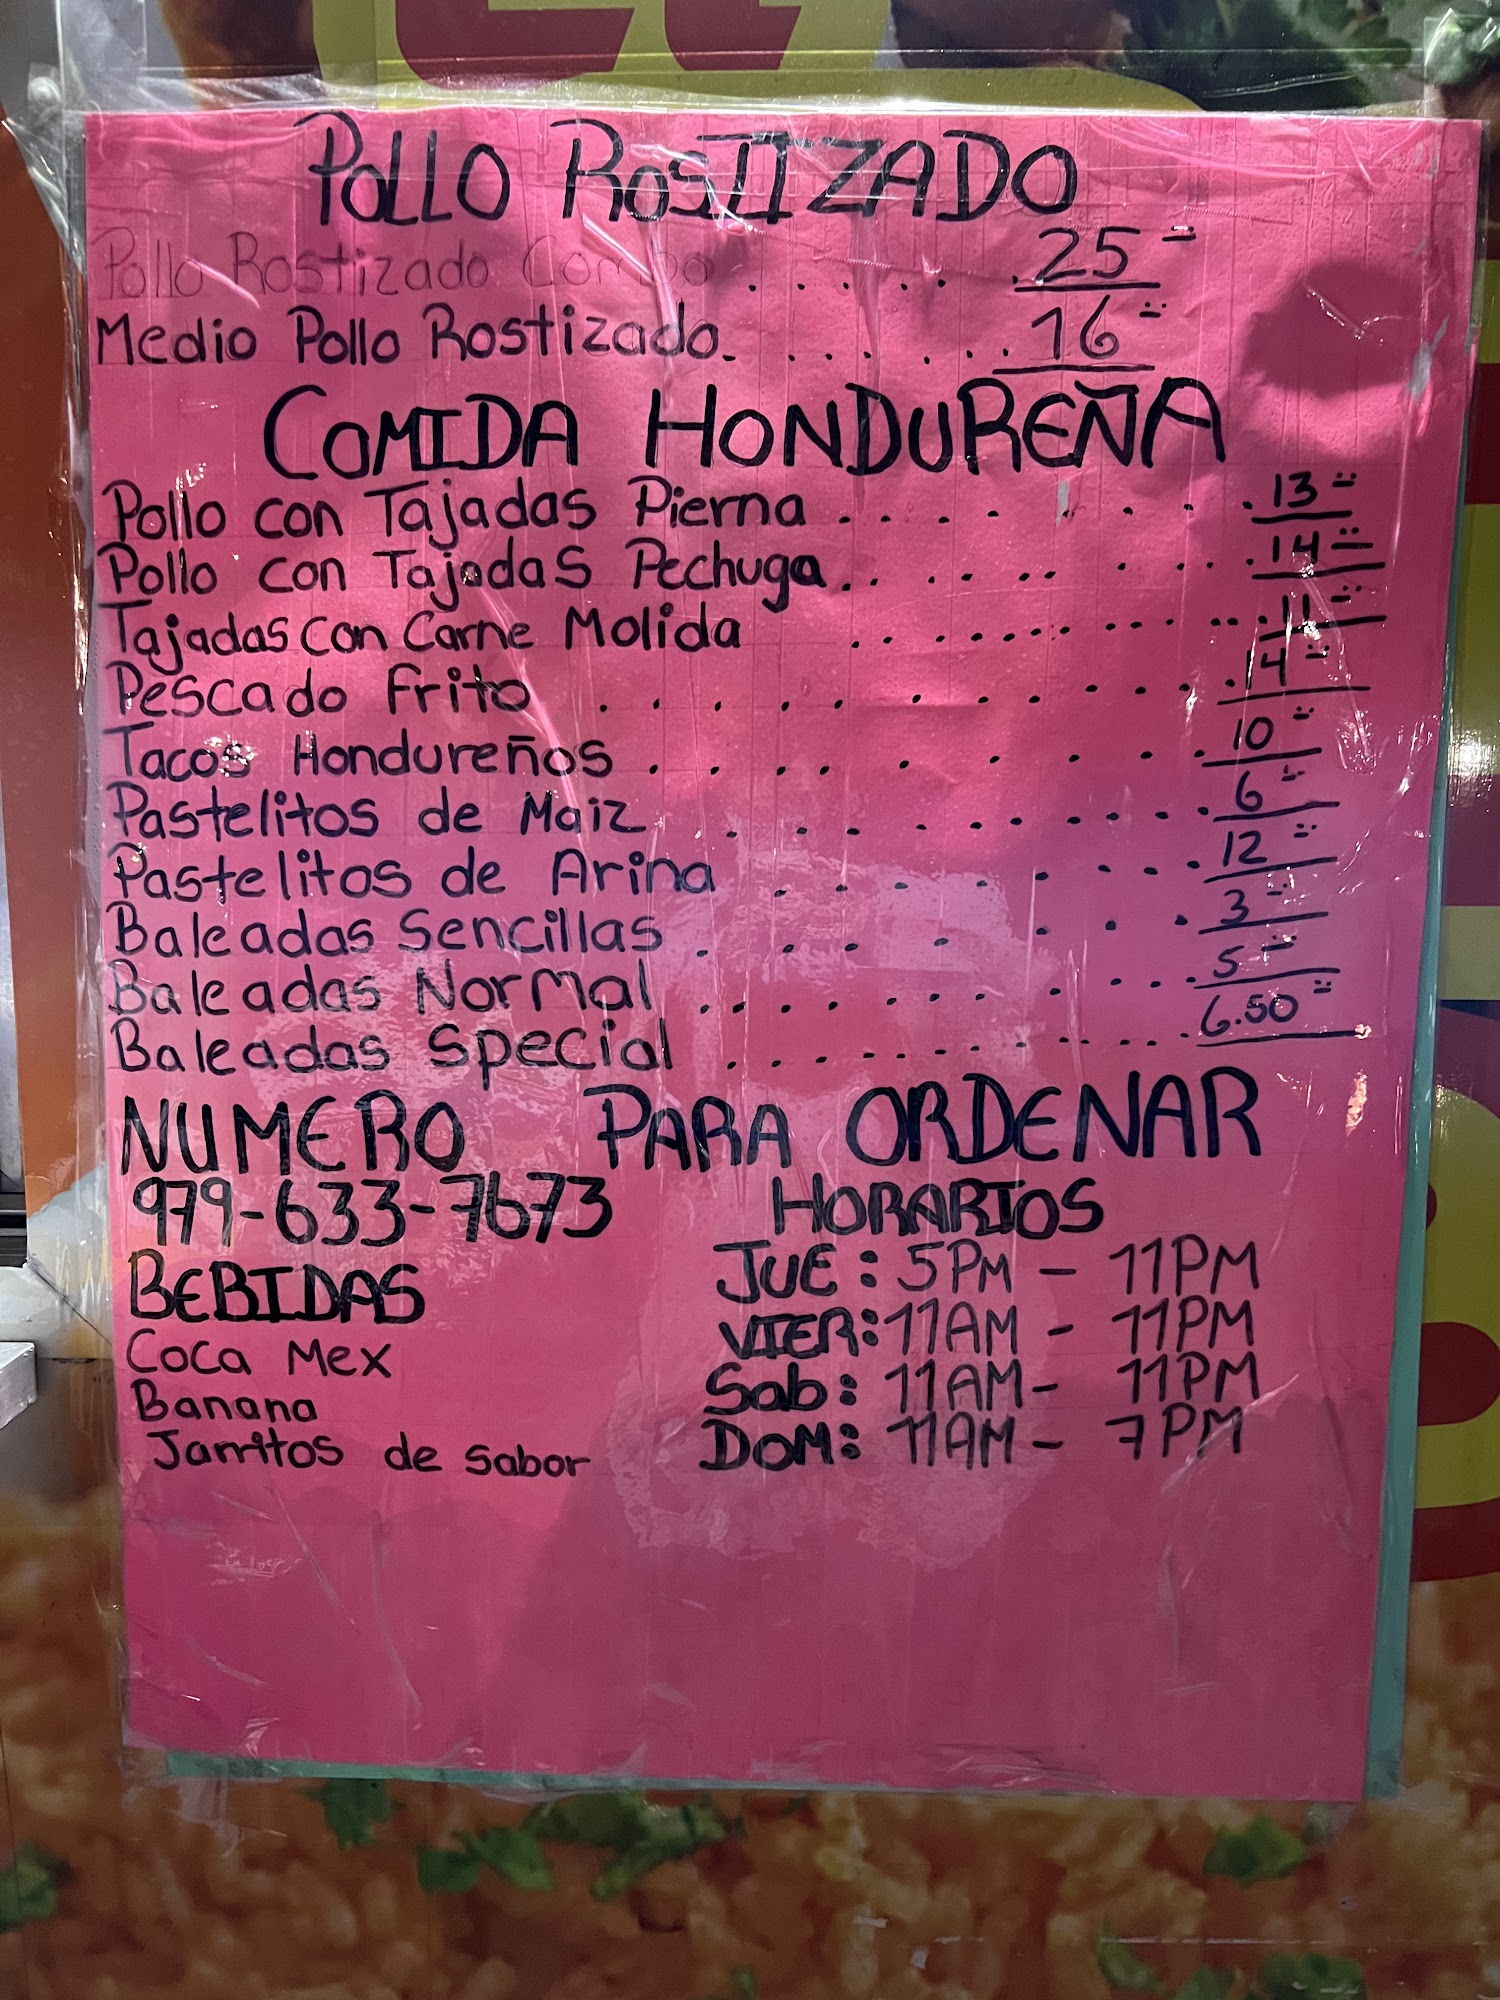 POLLO ROSTIZADO
Pollo Rostizado Combo . . . . . . 25=
Medio Pollo Rostizado. . . . . . . . 16=
COMIDA HONDUREÑA
Pollo con Tajadas Pierna . . . . . . . . . 13=
Pollo con Tajadas Pechuga . . . . . . . . . . 14=
Tajadas con Carne Molida . . . . . . . . . . . . 11=
Pescado Frito . . . . . . . . . . . . 14=
Tacos Hondureños . . . . . . . . . 10=
Pastelitos de Maiz . . . . . . . . . . . 6=
Pastelitos de Arina . . . . . . . . . 12=
Baleadas Sencillas . . . . . . . . 3=
Baleadas Normal . . . . . . . . . . . . 5=
Baleadas Special . . . . . . . . . . . . . . . 6.50=
NUMERO PARA ORDENAR
979-633-7673
HORARIOS
JUE: 5PM - 11PM
VIER: 11AM - 11PM
Sab: 11AM - 11PM
DOM: 11AM - 7PM
BEBIDAS
Coca Mex
Banana
Jarritos de Sabor